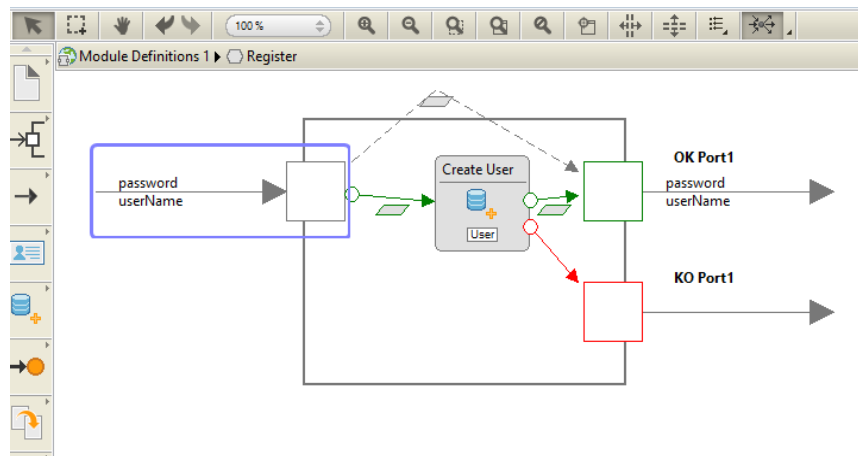 100 %
Module Definitions 1 Register
password
userName
Create User
User
OK Port1
password
userName
KO Port1